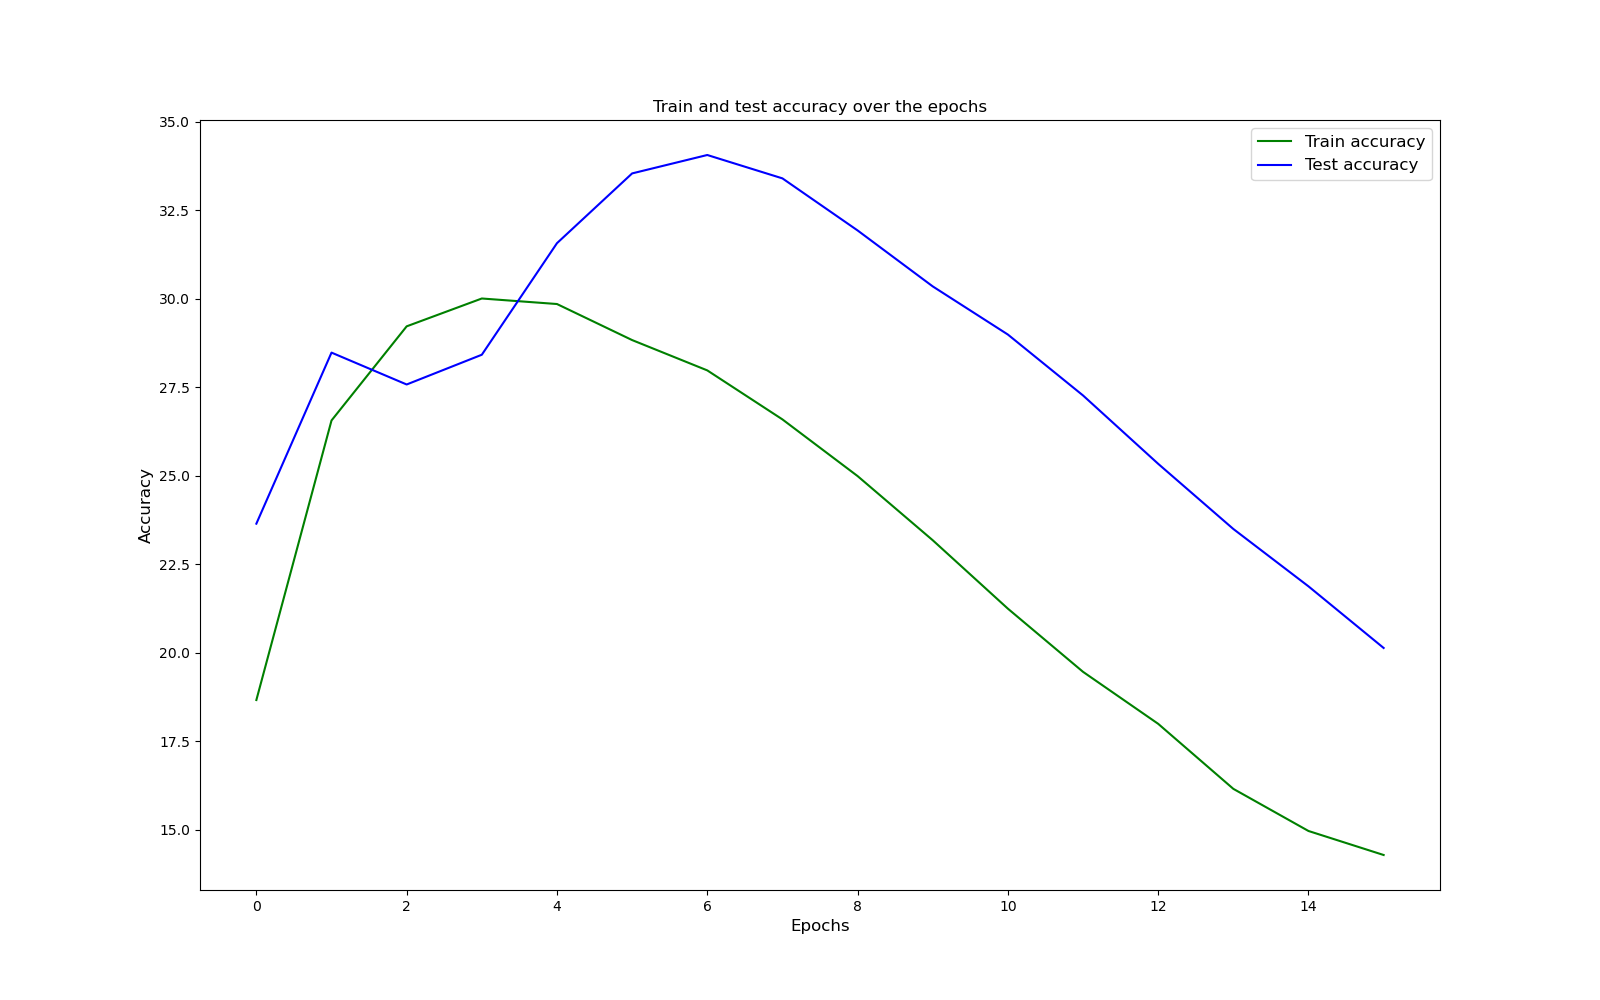 Train and test accuracy over the epochs
Train accuracy
Test accuracy
Accuracy
35.0
32.5
30.0
27.5
25.0
22.5
20.0
17.5
15.0
0 2 4 6 8 10 12 14
Epochs